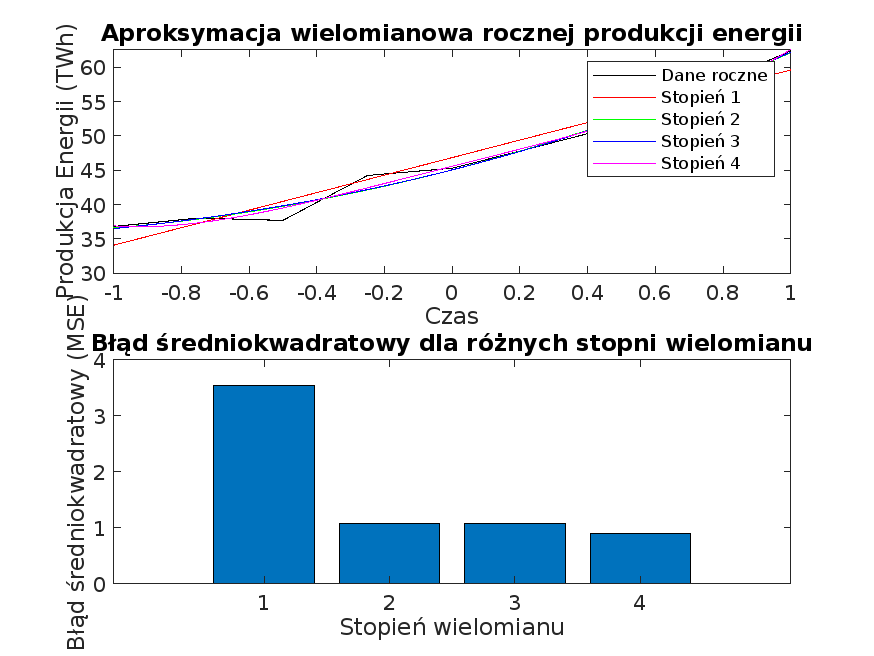 Aproksymacja wielomianowa rocznej produkcji energii
Produkcja Energii (TWh)
60
55
50
45
40
35
30
Dane roczne
Stopień 1
Stopień 2
Stopień 3
Stopień 4
-1 -0.8 -0.6 -0.4 -0.2 0 0.2 0.4 0.6 0.8 1
Czas
Błąd średniokwadratowy dla różnych stopni wielomianu
Błąd średniokwadratowy (MSE)
4
3
2
1
0
1 2 3 4
Stopień wielomianu